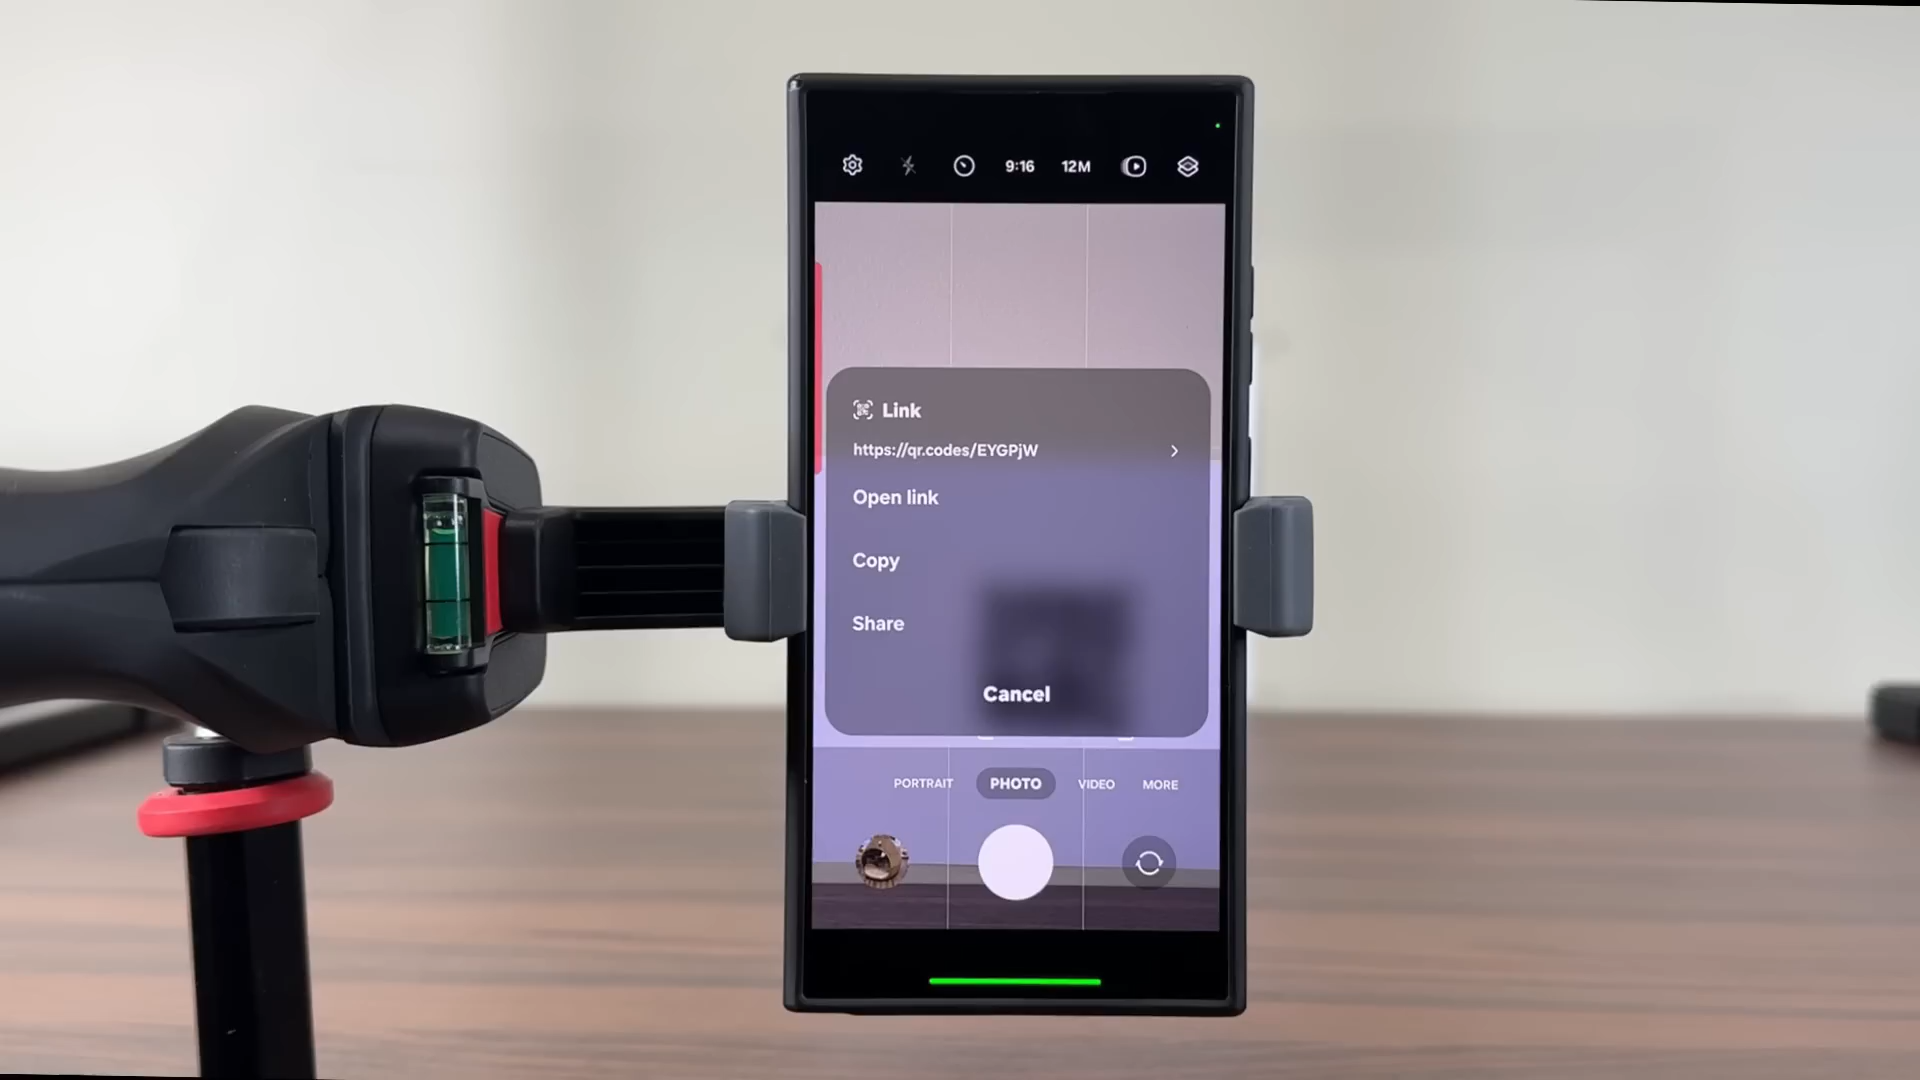 9:16 12M
Link
https://qr.codes/EYGPjW
Open link
Copy
Share
Cancel
PORTRAIT PHOTO VIDEO MORE